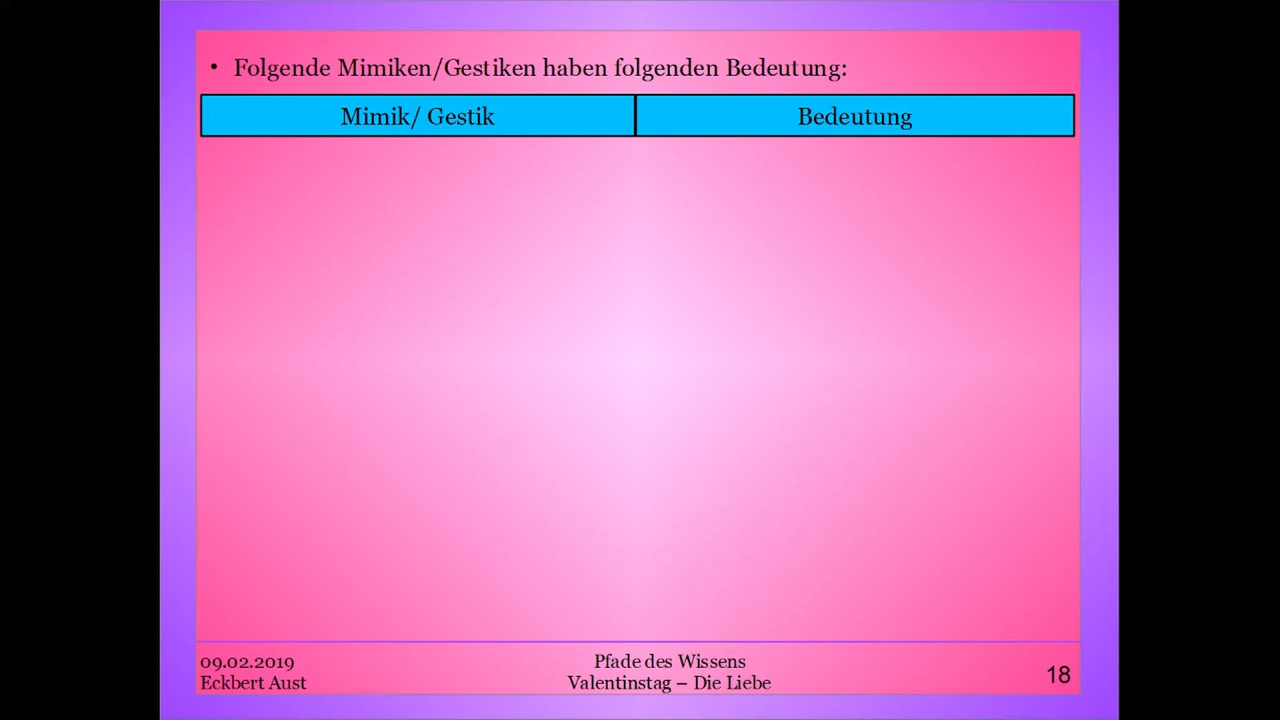 • Folgende Mimiken/Gestiken haben folgenden Bedeutung:
Mimik/ Gestik Bedeutung
09.02.2019
Eckbert Aust
Pfade des Wissens
Valentinstag – Die Liebe
18